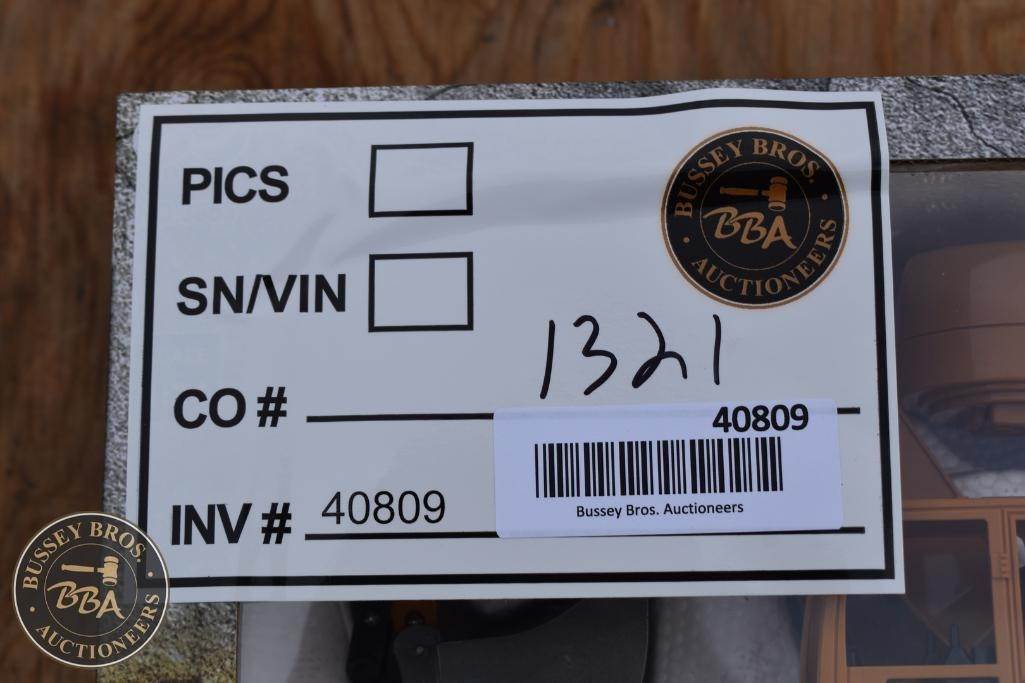 PICS
BUSSEY BROS.
BBA
AUCTIONEERS
SN/VIN
1321
CO #
40809
INV # 40809
Bussey Bros. Auctioneers
BUSSEY BROS.
BBA
AUCTIONEERS